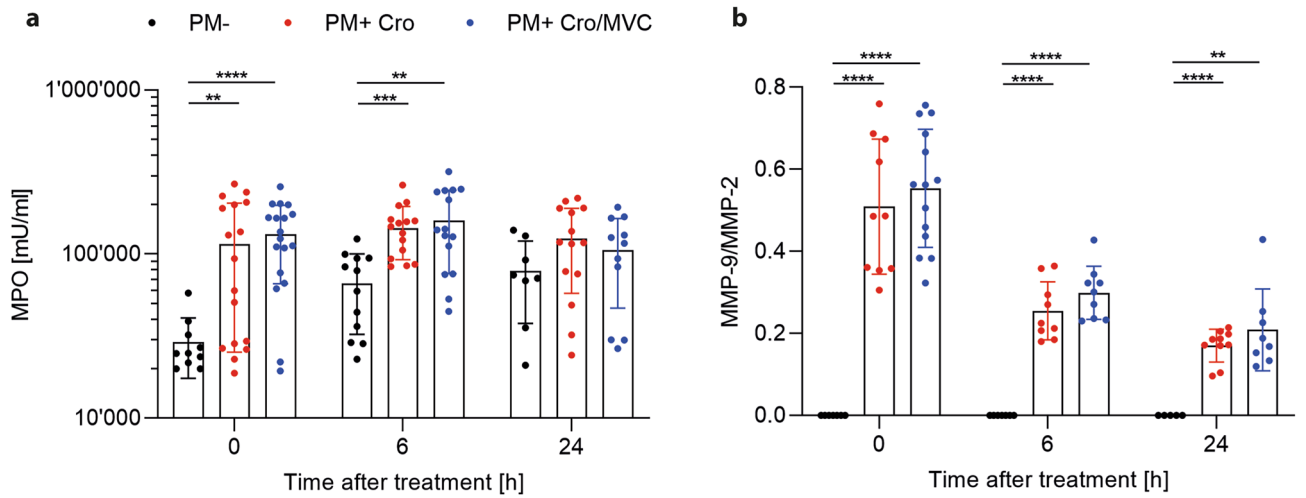 a
PM- PM+ Cro PM+ Cro/MVC
**** **
** ***
1'000'000
100'000
10'000
MPO [mU/ml]
0 6 24
Time after treatment [h]
b
**** **** **
**** **** ****
0.8
0.6
0.4
0.2
0.0
MMP-9/MMP-2
0 6 24
Time after treatment [h]